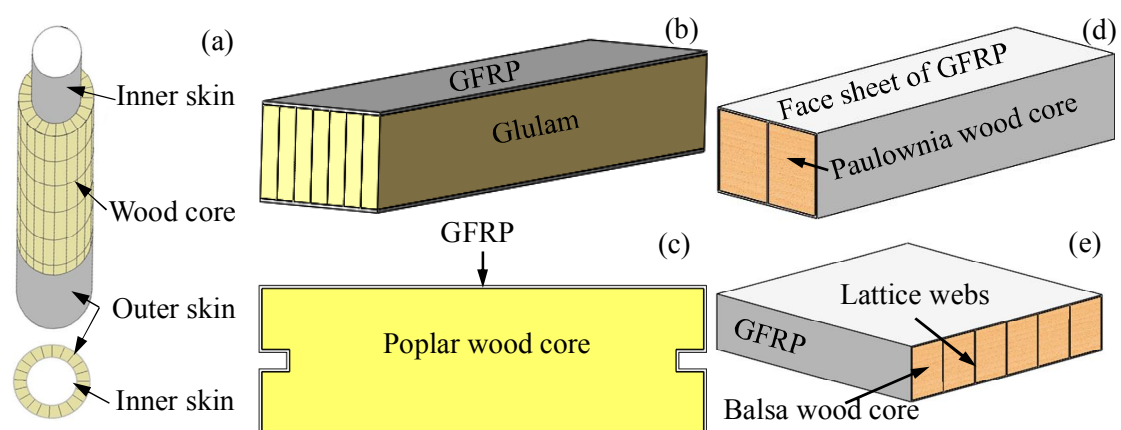 (a)
Inner skin
Wood core
Outer skin
Inner skin
(b)
GFRP
Glulam
GFRP
(c)
Poplar wood core
(d)
Face sheet of GFRP
Paulownia wood core
(e)
Lattice webs
GFRP
Balsa wood core